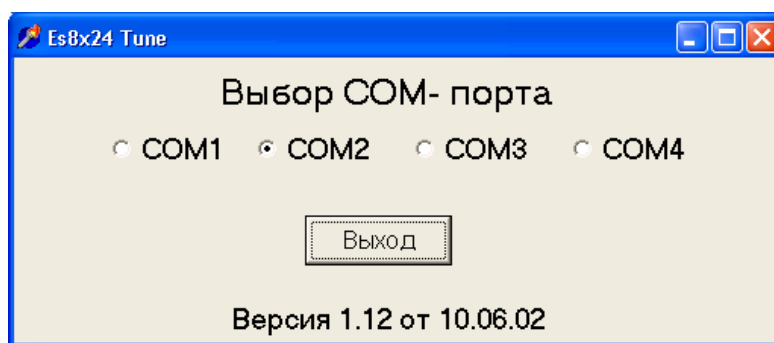 Es8x24 Tune
Выбор COM- порта
COM1 COM2 COM3 COM4
Выход
Версия 1.12 от 10.06.02